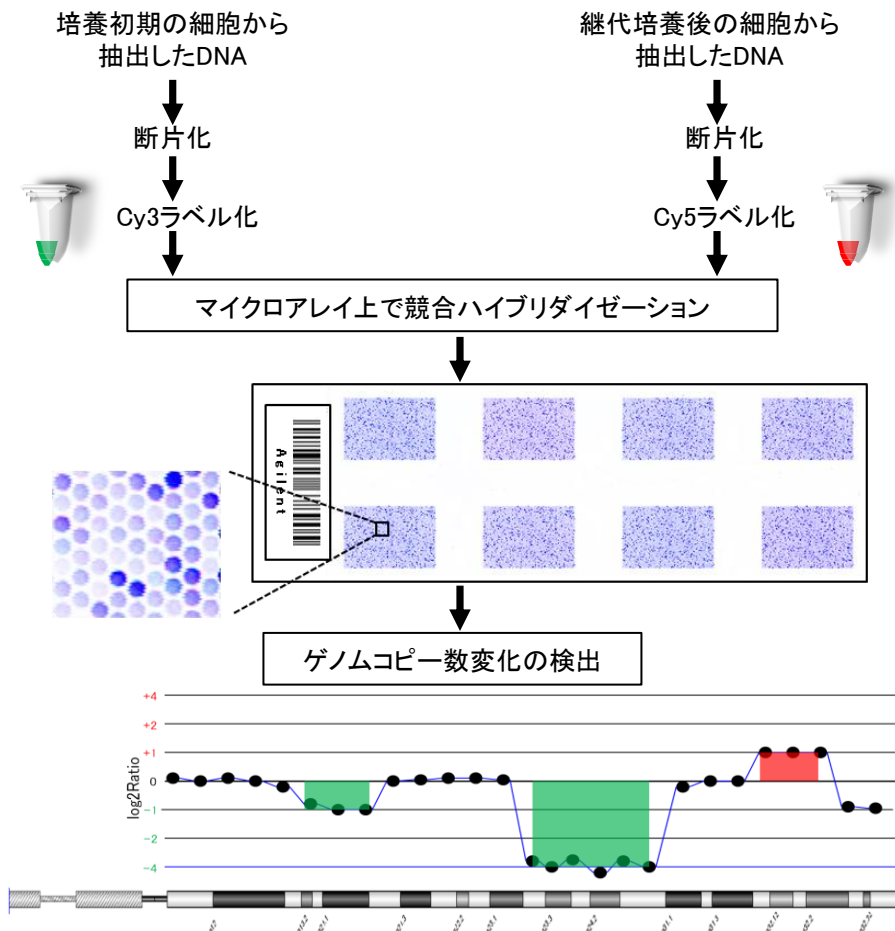 培養初期の細胞から
抽出したDNA
継代培養後の細胞から
抽出したDNA
断片化
断片化
Cy3ラベル化
Cy5ラベル化
マイクロアレイ上で競合ハイブリダイゼーション
Agilent
ゲノムコピー数変化の検出
log2Ratio
+4
+2
+1
0
-1
-2
-4